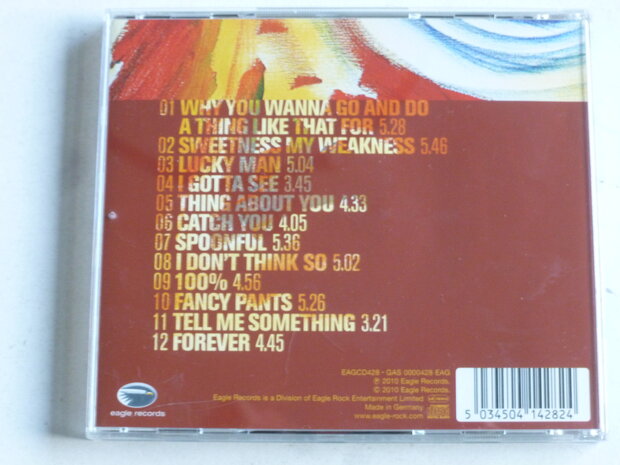 01 WHY YOU WANNA GO AND DO
A THING LIKE THAT FOR 5.28
02 SWEETNESS MY WEAKNESS 5.46
03 LUCKY MAN 5.04
04 I GOTTA SEE 3.45
05 THING ABOUT YOU 4.33
06 CATCH YOU 4.05
07 SPOONFUL 5.36
08 I DON'T THINK SO 5.02
09 100% 4.56
10 FANCY PANTS 5.26
11 TELL ME SOMETHING 3.21
12 FOREVER 4.45
EAGCD428 - GAS 0000428 EAG
℗ 2010 Eagle Records.
© 2010 Eagle Records.
Eagle Records is a Division of Eagle Rock Entertainment Limited
Made in Germany.
www.eagle-rock.com
eagle records
5 034504 142824